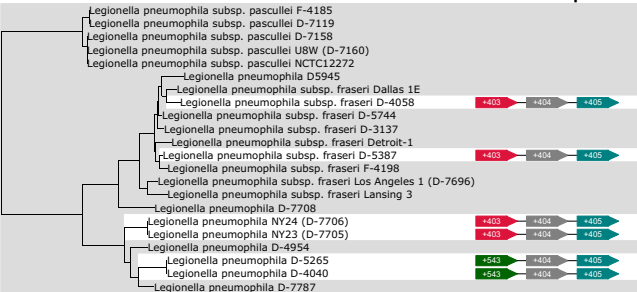 Legionella pneumophila subsp. pascullei F-4185
Legionella pneumophila subsp. pascullei D-7119
Legionella pneumophila subsp. pascullei D-7158
Legionella pneumophila subsp. pascullei U8W (D-7160)
Legionella pneumophila subsp. pascullei NCTC12272
Legionella pneumophila D5945
Legionella pneumophila subsp. fraseri Dallas 1E
Legionella pneumophila subsp. fraseri D-4058 +403 +404 +405
Legionella pneumophila subsp. fraseri D-5744
Legionella pneumophila subsp. fraseri D-3137
Legionella pneumophila subsp. fraseri Detroit-1
Legionella pneumophila subsp. fraseri D-5387 +403 +404 +405
Legionella pneumophila subsp. fraseri F-4198
Legionella pneumophila subsp. fraseri Los Angeles 1 (D-7696)
Legionella pneumophila subsp. fraseri Lansing 3
Legionella pneumophila D-7708
Legionella pneumophila NY24 (D-7706) +403 +404 +405
Legionella pneumophila NY23 (D-7705) +403 +404 +405
Legionella pneumophila D-4954
Legionella pneumophila D-5265 +543 +404 +405
Legionella pneumophila D-4040 +543 +404 +405
Legionella pneumophila D-7787